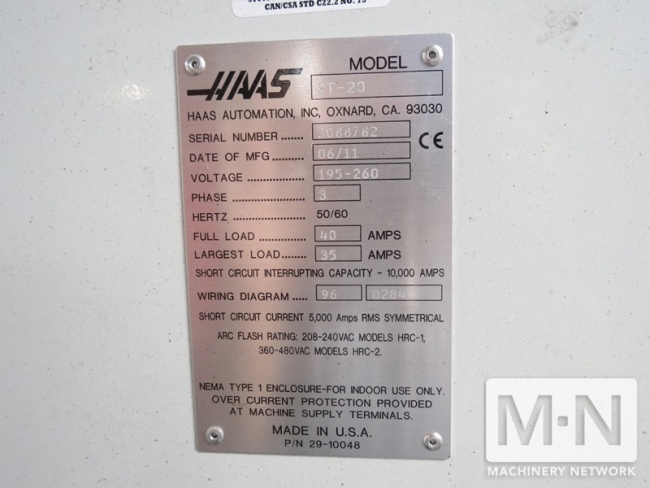 CAN/CSA STD C22.2 NO. 73
HAAS
MODEL
ST-20
HAAS AUTOMATION, INC, OXNARD, CA. 93030
SERIAL NUMBER .......
DATE OF MFG .......... 06/11
VOLTAGE .................... 195-260
PHASE ......................... 3
HERTZ ......................... 50/60
CE
FULL LOAD ................. 40 AMPS
LARGEST LOAD........ 35 AMPS
SHORT CIRCUIT INTERRUPTING CAPACITY - 10,000 AMPS
WIRING DIAGRAM ..... 96
SHORT CIRCUIT CURRENT 5,000 Amps RMS SYMMETRICAL
ARC FLASH RATING: 208-240VAC MODELS HRC-1,
360-480VAC MODELS HRC-2.
NEMA TYPE 1 ENCLOSURE-FOR INDOOR USE ONLY.
OVER CURRENT PROTECTION PROVIDED
AT MACHINE SUPPLY TERMINALS.
MADE IN U.S.A.
P/N 29-10048
M·N
MACHINERY NETWORK